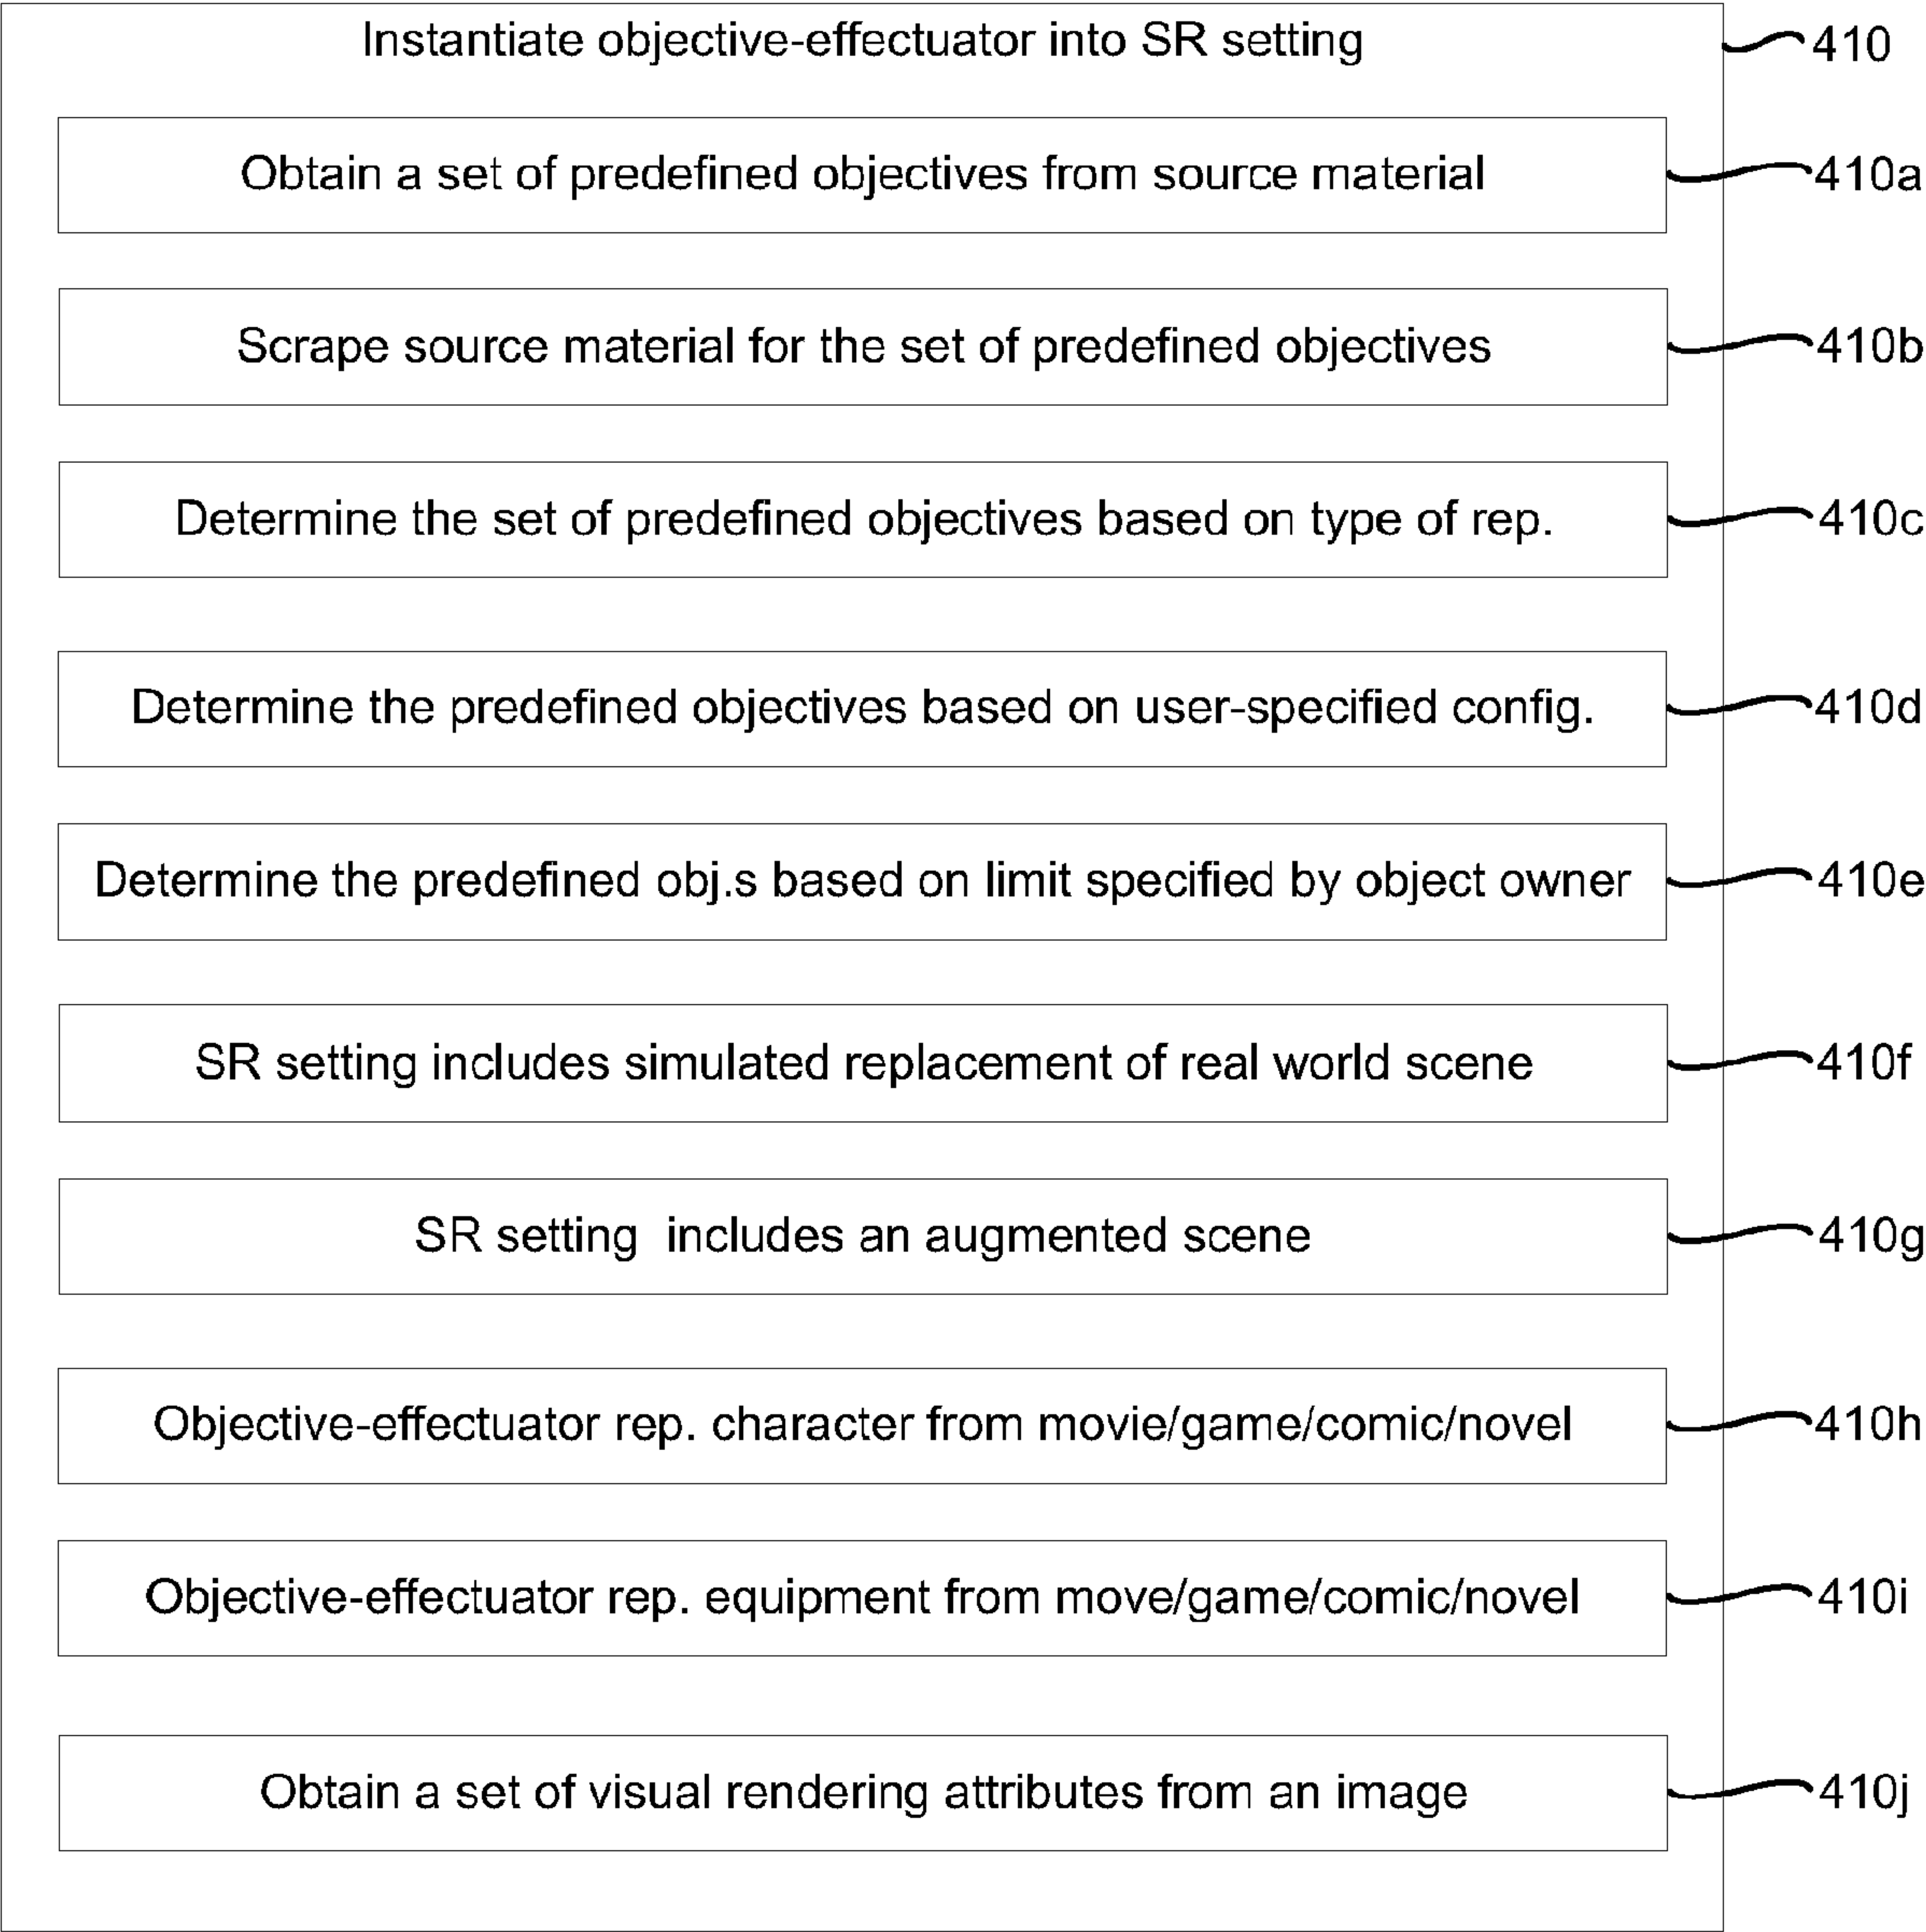 Instantiate objective-effectuator into SR setting 410
Obtain a set of predefined objectives from source material 410a
Scrape source material for the set of predefined objectives 410b
Determine the set of predefined objectives based on type of rep. 410c
Determine the predefined objectives based on user-specified config. 410d
Determine the predefined obj.s based on limit specified by object owner 410e
SR setting includes simulated replacement of real world scene 410f
SR setting includes an augmented scene 410g
Objective-effectuator rep. character from movie/game/comic/novel 410h
Objective-effectuator rep. equipment from move/game/comic/novel 410i
Obtain a set of visual rendering attributes from an image 410j